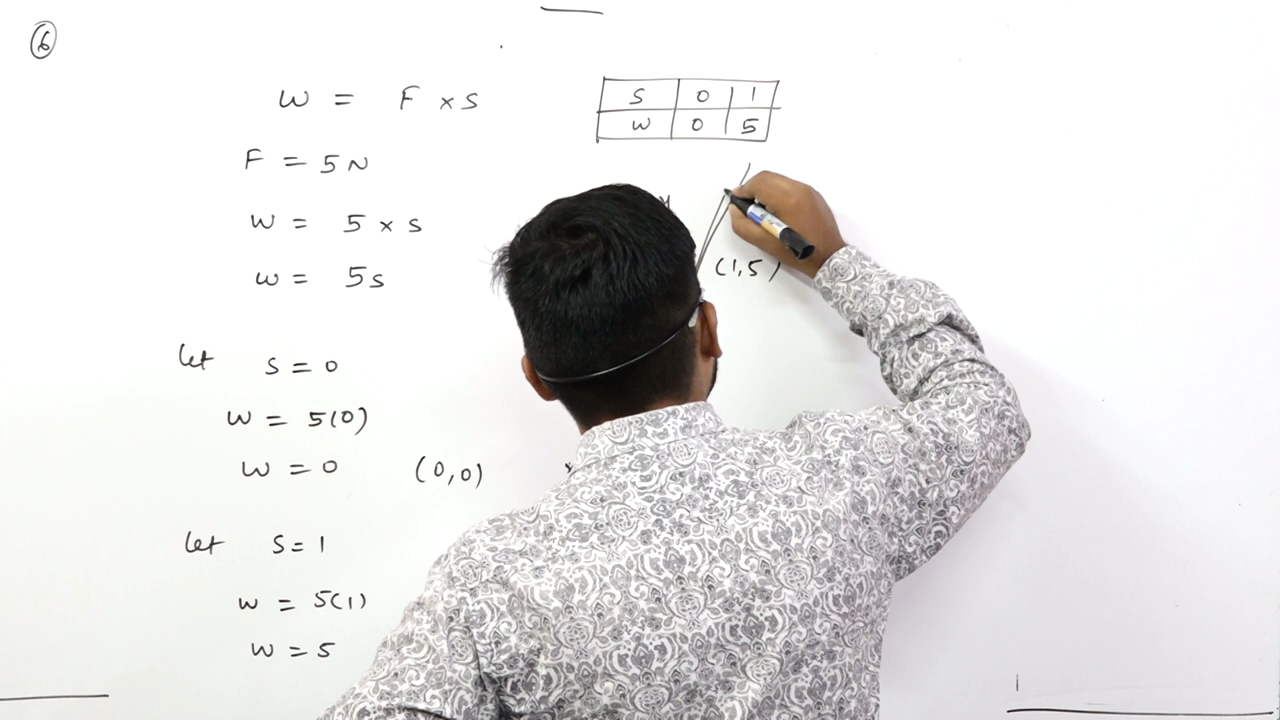 6
W = F × S
F = 5N
W = 5 × S
W = 5S
let S = 0
W = 5(0)
W = 0 (0,0)
let S = 1
W = 5(1)
W = 5
S 0 1
W 0 5
(1,5)